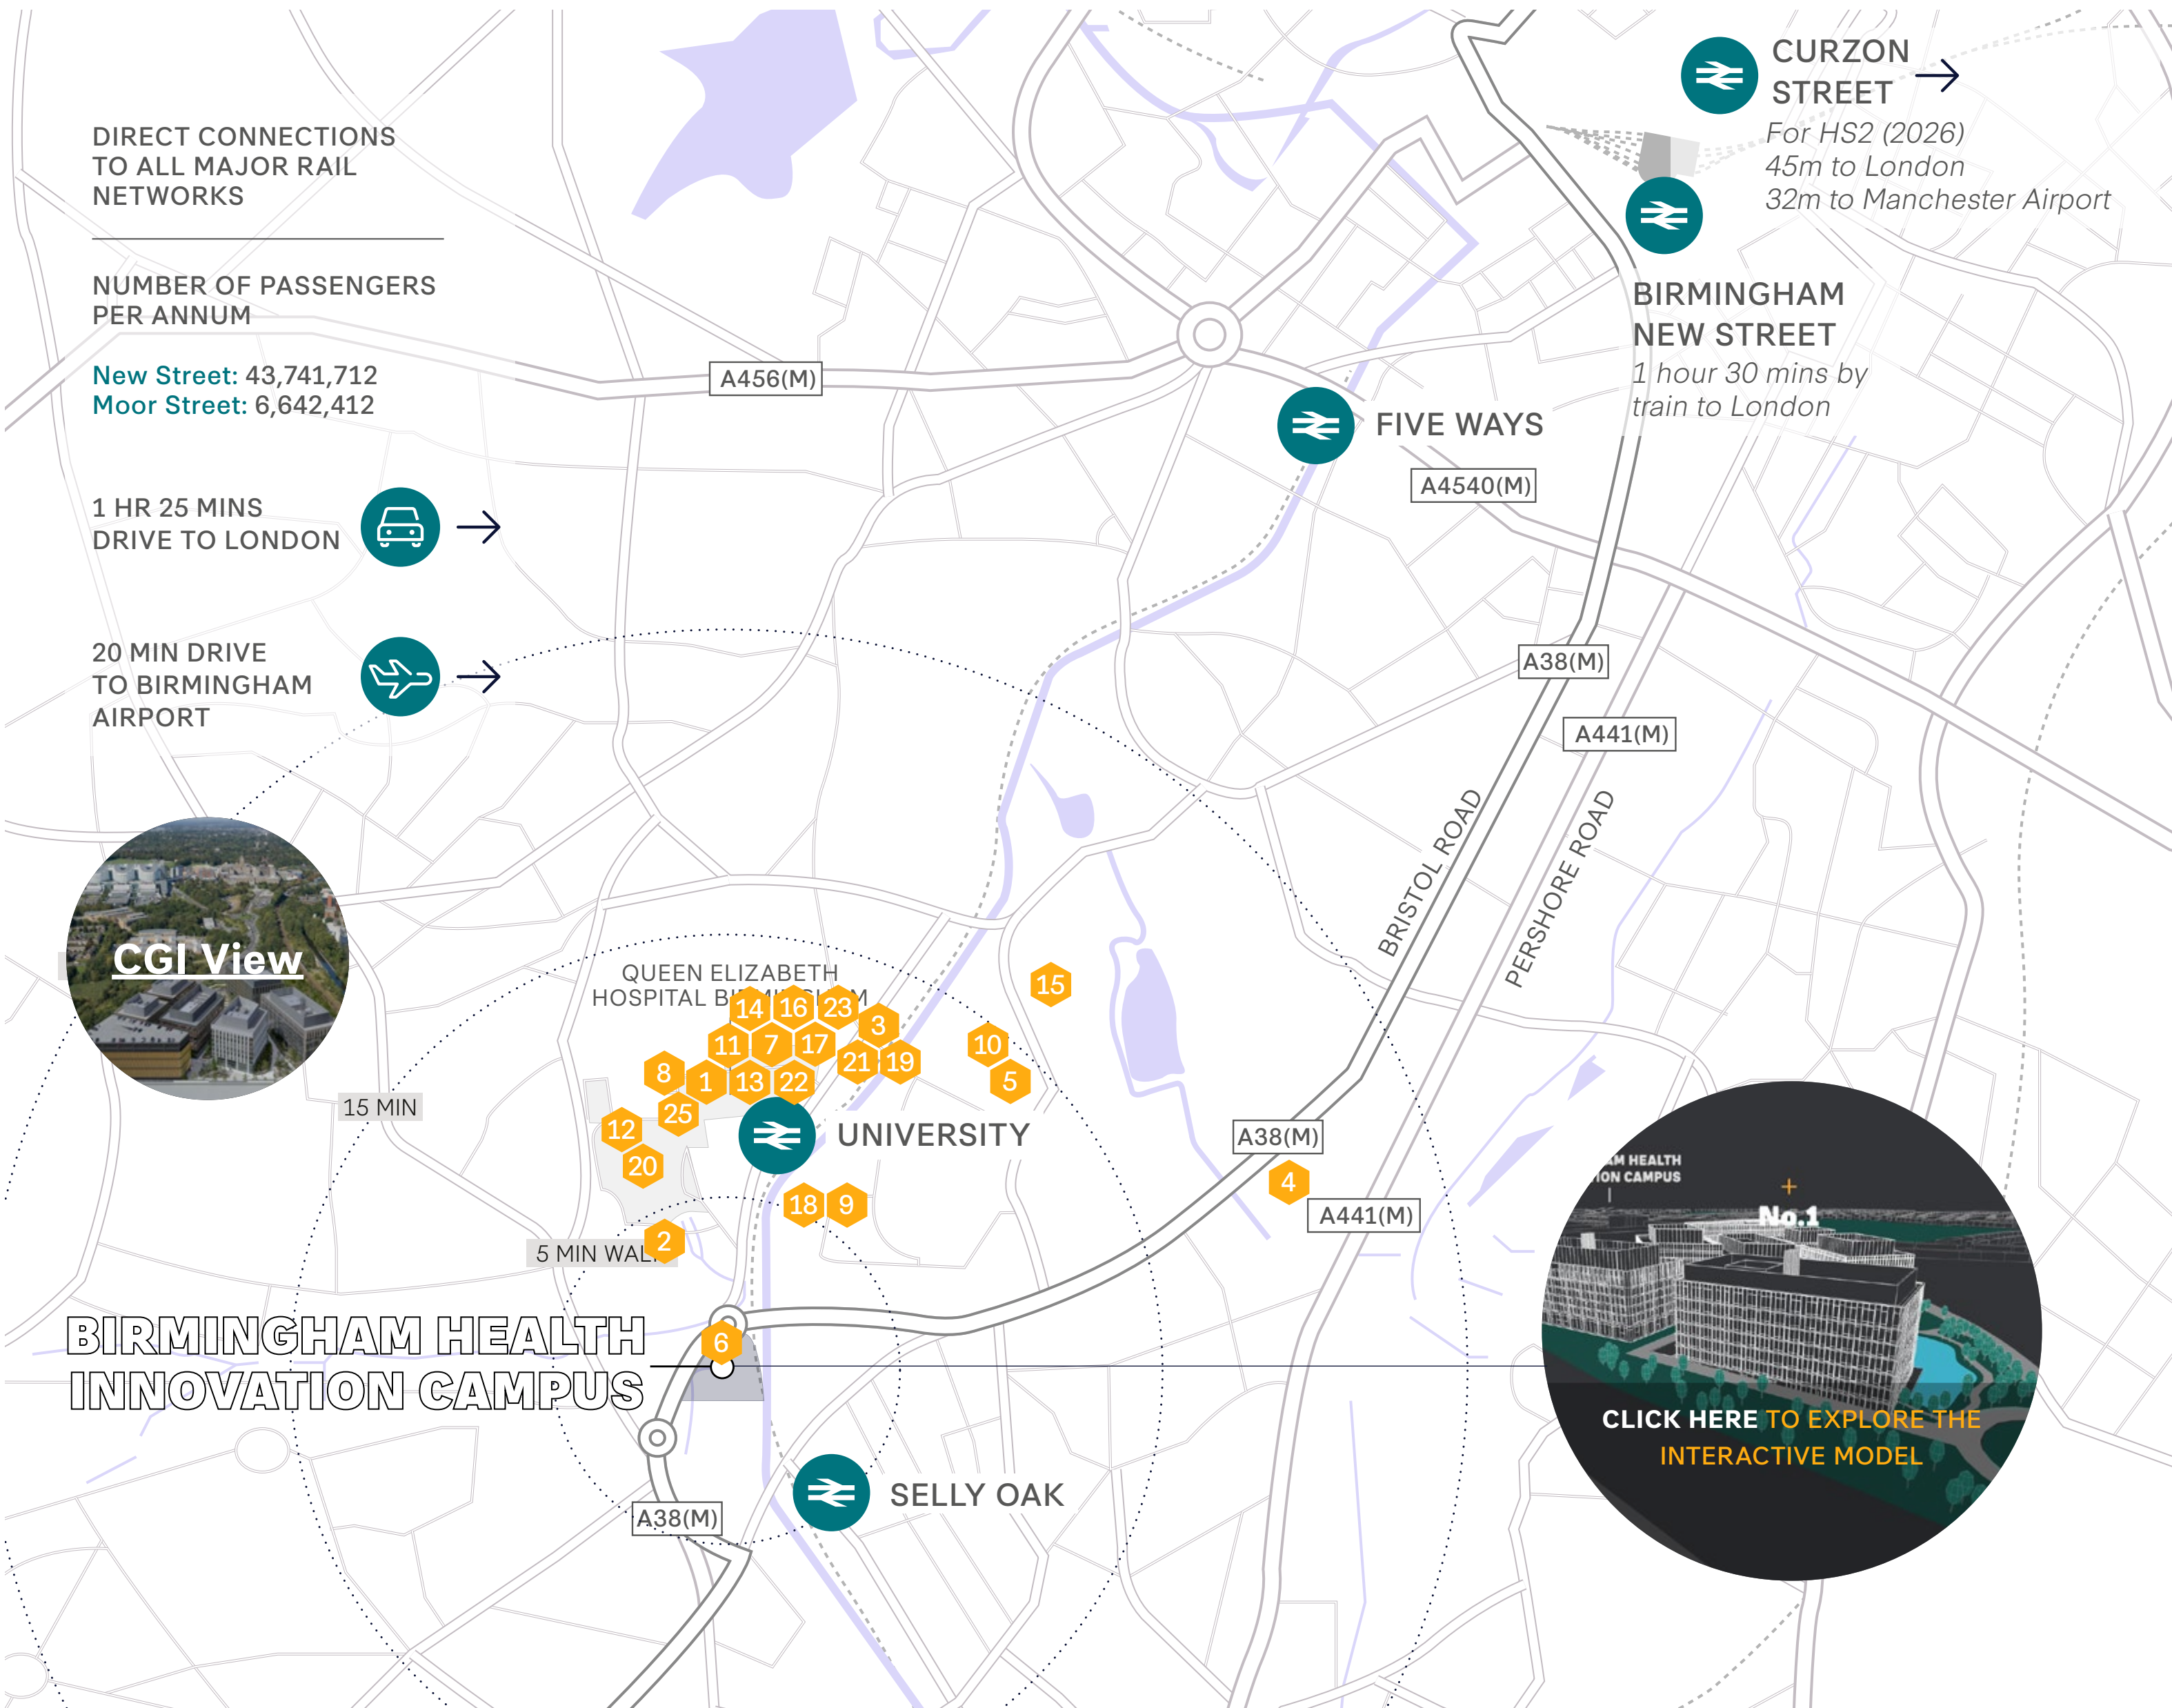 DIRECT CONNECTIONS
TO ALL MAJOR RAIL
NETWORKS
NUMBER OF PASSENGERS
PER ANNUM
New Street: 43,741,712
Moor Street: 6,642,412
1 HR 25 MINS
DRIVE TO LONDON
20 MIN DRIVE
TO BIRMINGHAM
AIRPORT
CURZON
STREET
For HS2 (2026)
45m to London
32m to Manchester Airport
BIRMINGHAM
NEW STREET
1 hour 30 mins by
train to London
A456(M)
FIVE WAYS
A4540(M)
A38(M)
A441(M)
BRISTOL ROAD
PERSHORE ROAD
CGI View
QUEEN ELIZABETH
HOSPITAL BIRMINGHAM
15
14
16
23
3
11
7
17
10
21
19
8
1
13
22
5
25
15 MIN
12
UNIVERSITY
A38(M)
20
4
18
9
A441(M)
2
5 MIN WALK
AM HEALTH
ION CAMPUS
No.1
BIRMINGHAM HEALTH
INNOVATION CAMPUS
6
CLICK HERE TO EXPLORE THE
INTERACTIVE MODEL
SELLY OAK
A38(M)